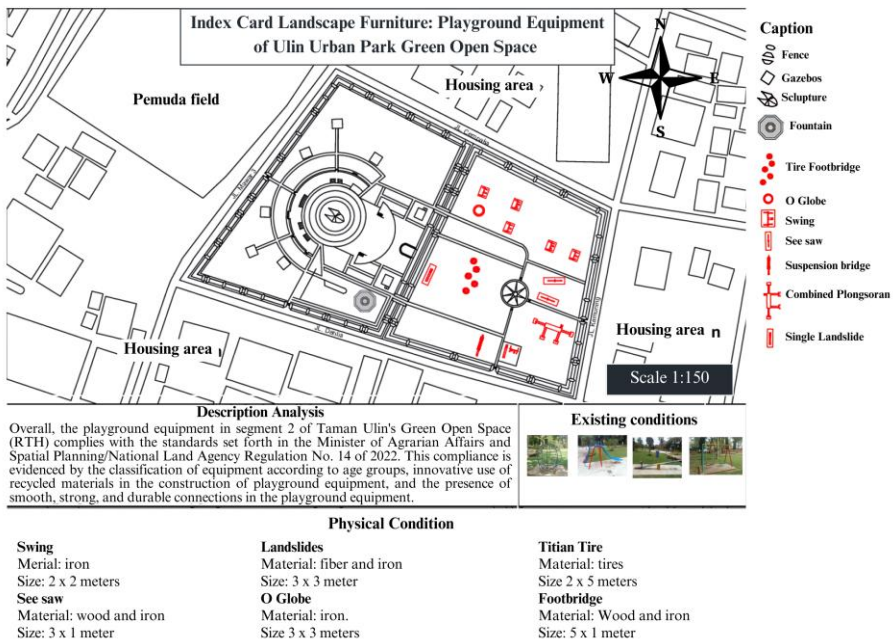 Index Card Landscape Furniture: Playground Equipment
of Ulin Urban Park Green Open Space
Pemuda field
Housing area
N
W
E
S
Caption
Fence
Gazebos
Sclupture
Fountain
Tire Footbridge
O Globe
Swing
See saw
Suspension bridge
Combined Plongsoran
Single Landslide
Housing area
Housing area n
Scale 1:150
Description Analysis
Overall, the playground equipment in segment 2 of Taman Ulin's Green Open Space
(RTH) complies with the standards set forth in the Minister of Agrarian Affairs and
Spatial Planning/National Land Agency Regulation No. 14 of 2022. This compliance is
evidenced by the classification of equipment according to age groups, innovative use of
recycled materials in the construction of playground equipment, and the presence of
smooth, strong, and durable connections in the playground equipment.
Existing conditions
Physical Condition
Swing
Merial: iron
Size: 2 x 2 meters
See saw
Material: wood and iron
Size: 3 x 1 meter
Landslides
Material: fiber and iron
Size: 3 x 3 meter
O Globe
Material: iron.
Size 3 x 3 meters
Titian Tire
Material: tires
Size 2 x 5 meters
Footbridge
Material: Wood and iron
Size: 5 x 1 meter